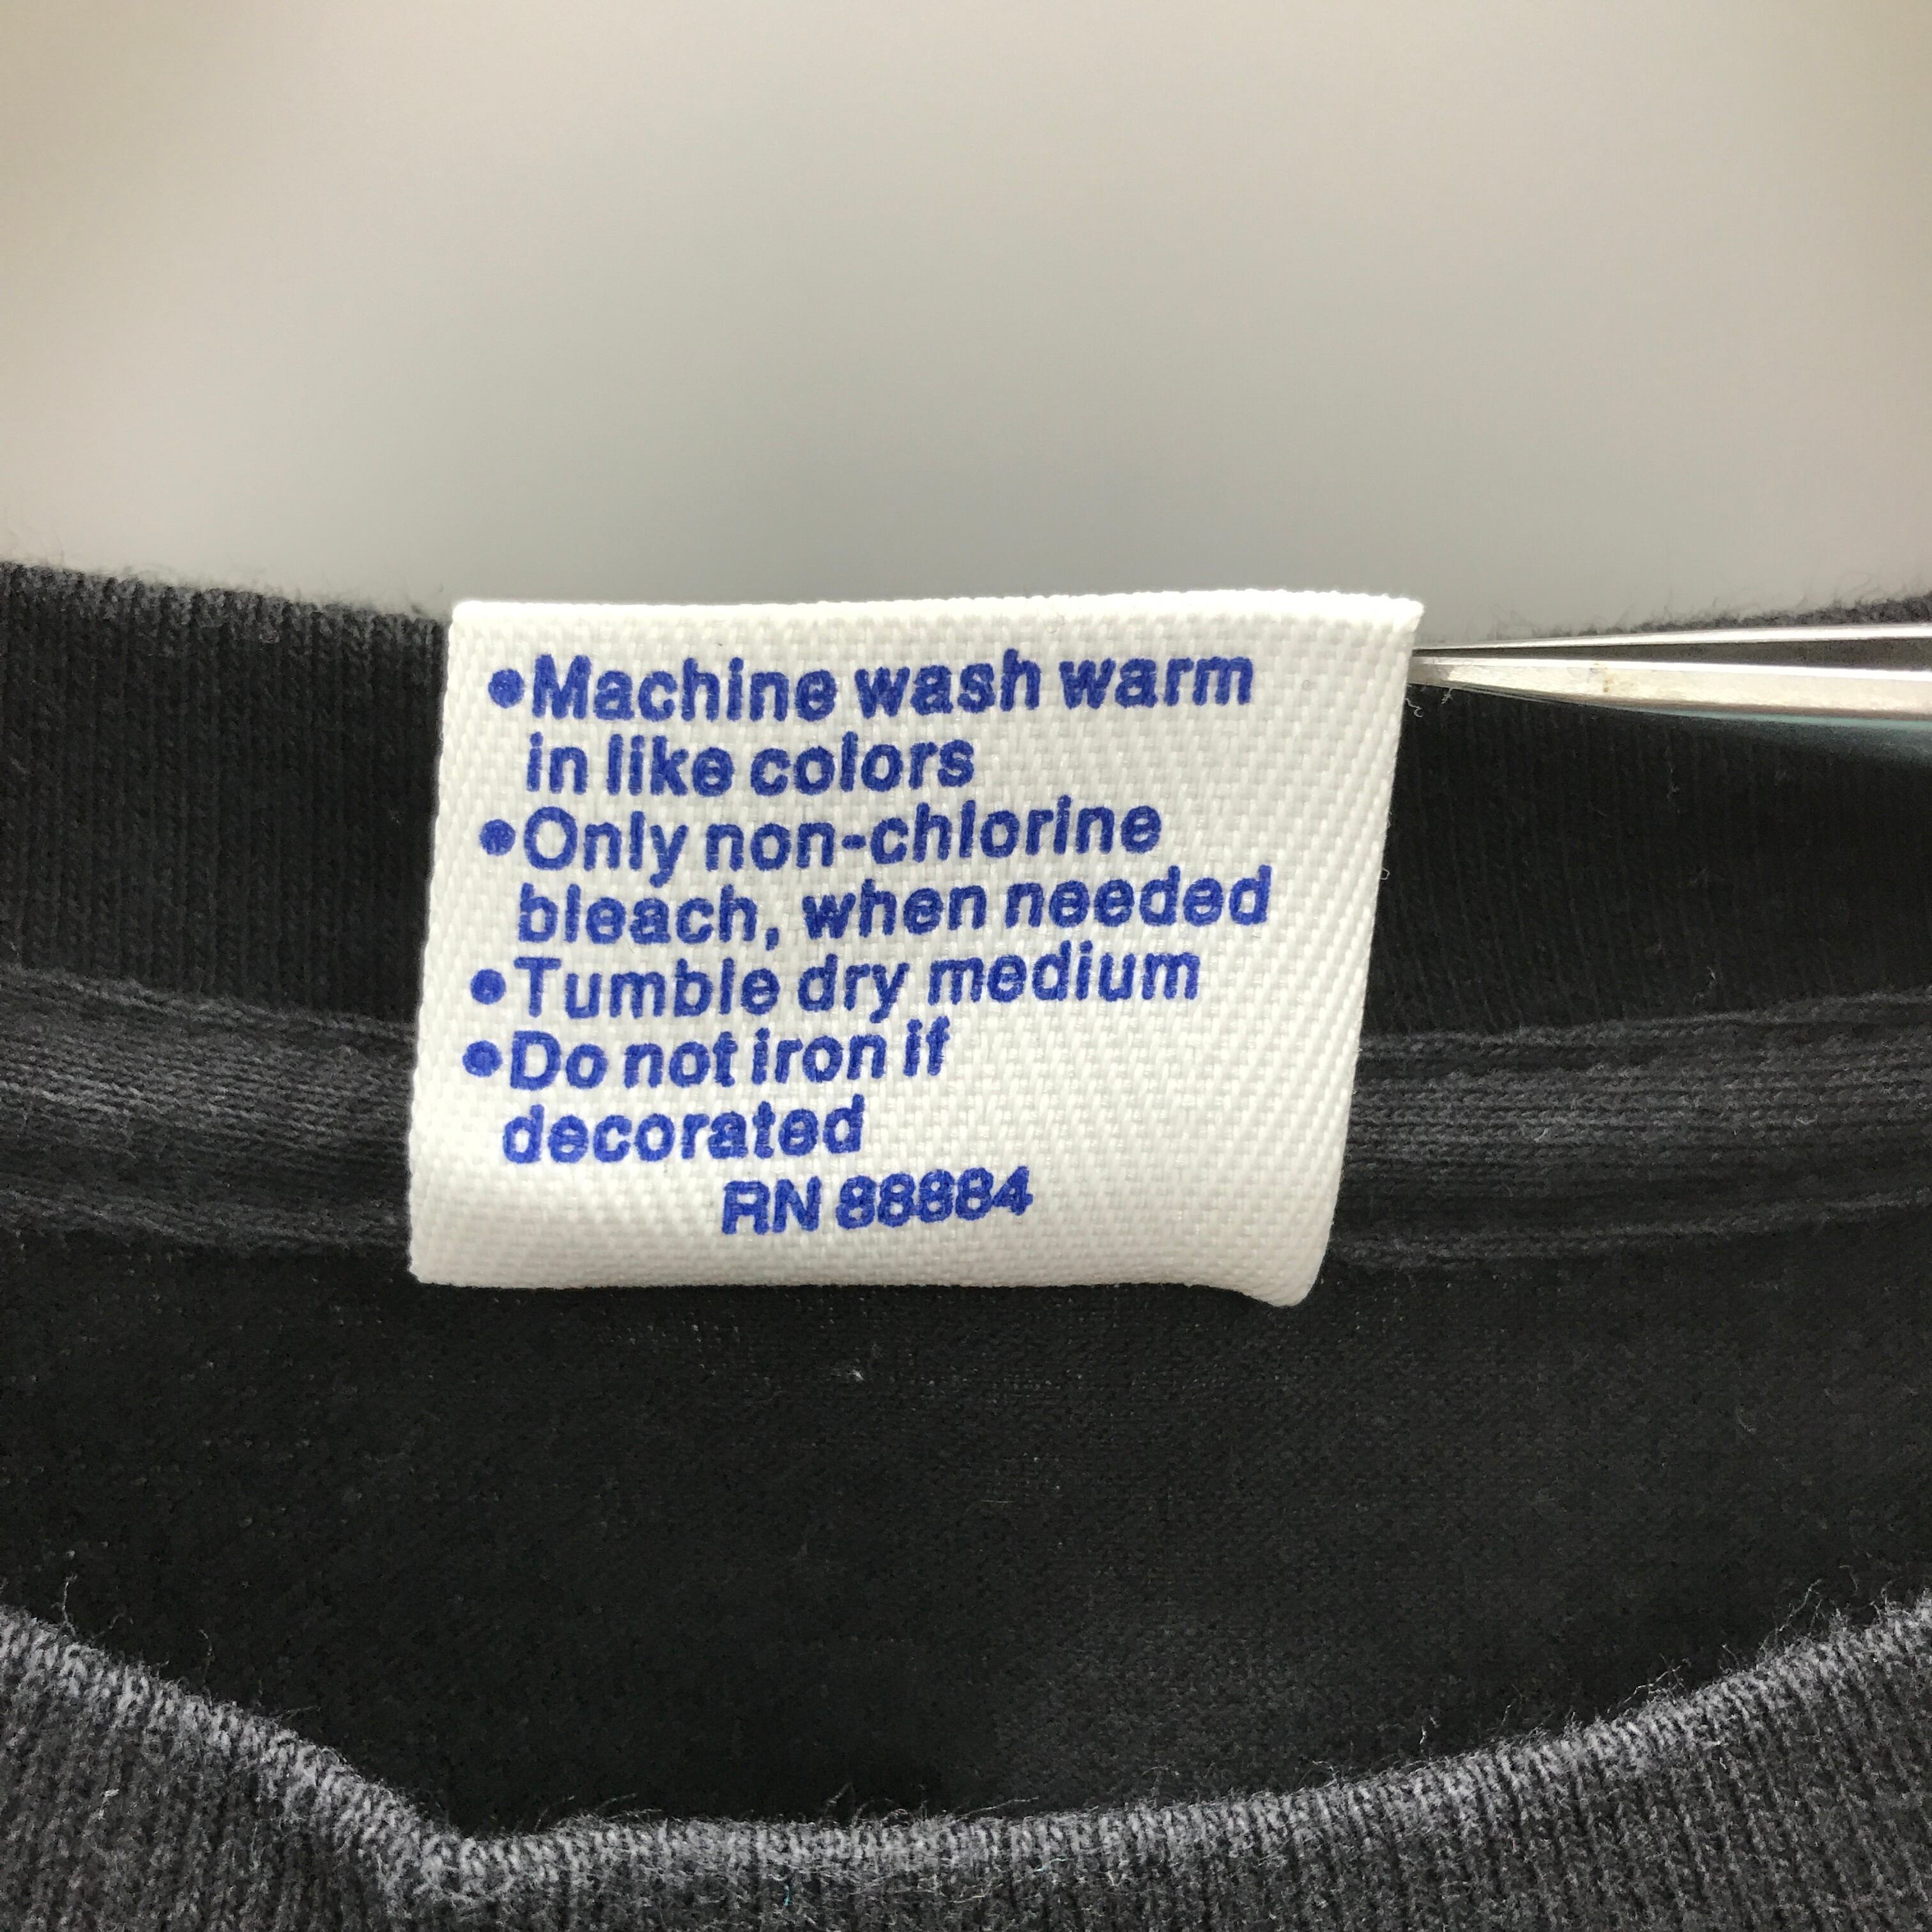 •Machine wash warm
in like colors
•Only non-chlorine
bleach, when needed
•Tumble dry medium
•Do not iron if
decorated
RN 88884